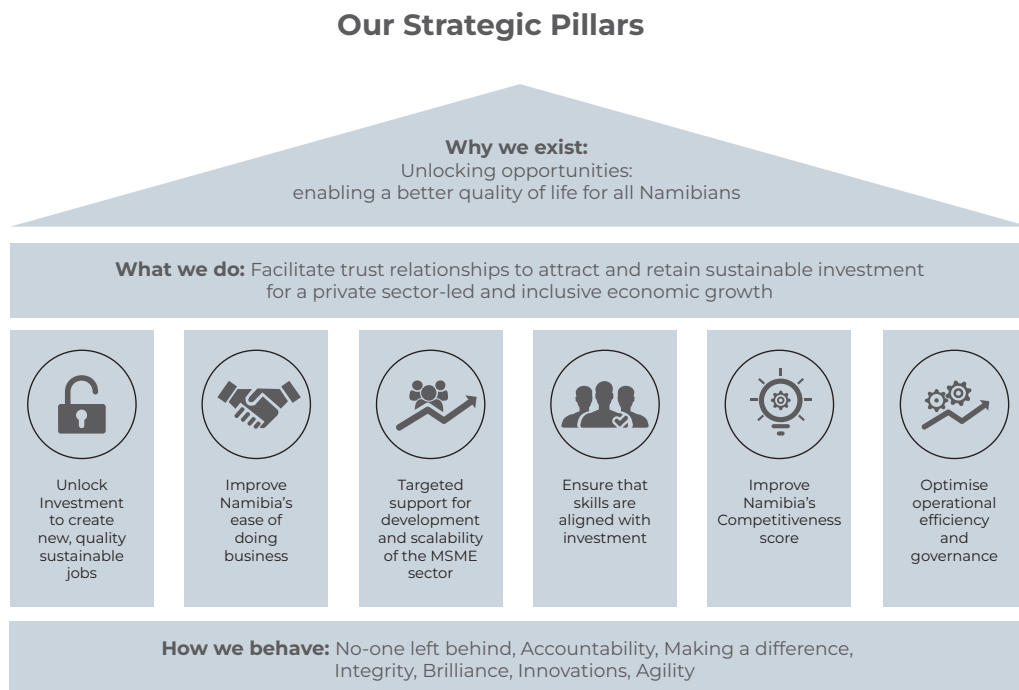 Our Strategic Pillars
Why we exist:
Unlocking opportunities:
enabling a better quality of life for all Namibians
What we do: Facilitate trust relationships to attract and retain sustainable investment
for a private sector-led and inclusive economic growth
Unlock
Investment
to create
new, quality
sustainable
jobs
Improve
Namibia's
ease of
doing
business
Targeted
support for
development
and scalability
of the MSME
sector
Ensure that
skills are
aligned with
investment
Improve
Namibia's
Competitiveness
score
Optimise
operational
efficiency
and
governance
How we behave: No-one left behind, Accountability, Making a difference,
Integrity, Brilliance, Innovations, Agility